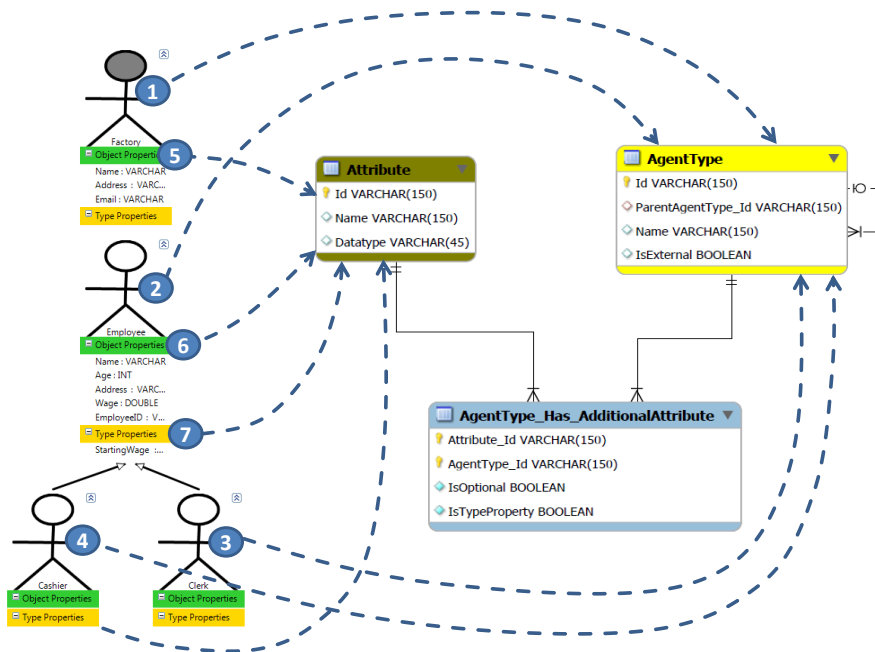 1
Factory
5
Object Properti
Name : VARCHAR
Address : VARC...
Email : VARCHAR
Type Properties
2
Employee
Object Properties
6
Name : VARCHAR
Age : INT
Address : VARC...
Wage : DOUBLE
EmployeeID : V...
Type Properties
7
StartingWage :...
4
Cashier
Object Properties
Type Properties
3
Clerk
Object Properties
Type Properties
Attribute
Id VARCHAR(150)
Name VARCHAR(150)
Datatype VARCHAR(45)
AgentType
Id VARCHAR(150)
ParentAgentType_Id VARCHAR(150)
Name VARCHAR(150)
IsExternal BOOLEAN
AgentType_Has_AdditionalAttribute
Attribute_Id VARCHAR(150)
AgentType_Id VARCHAR(150)
IsOptional BOOLEAN
IsTypeProperty BOOLEAN